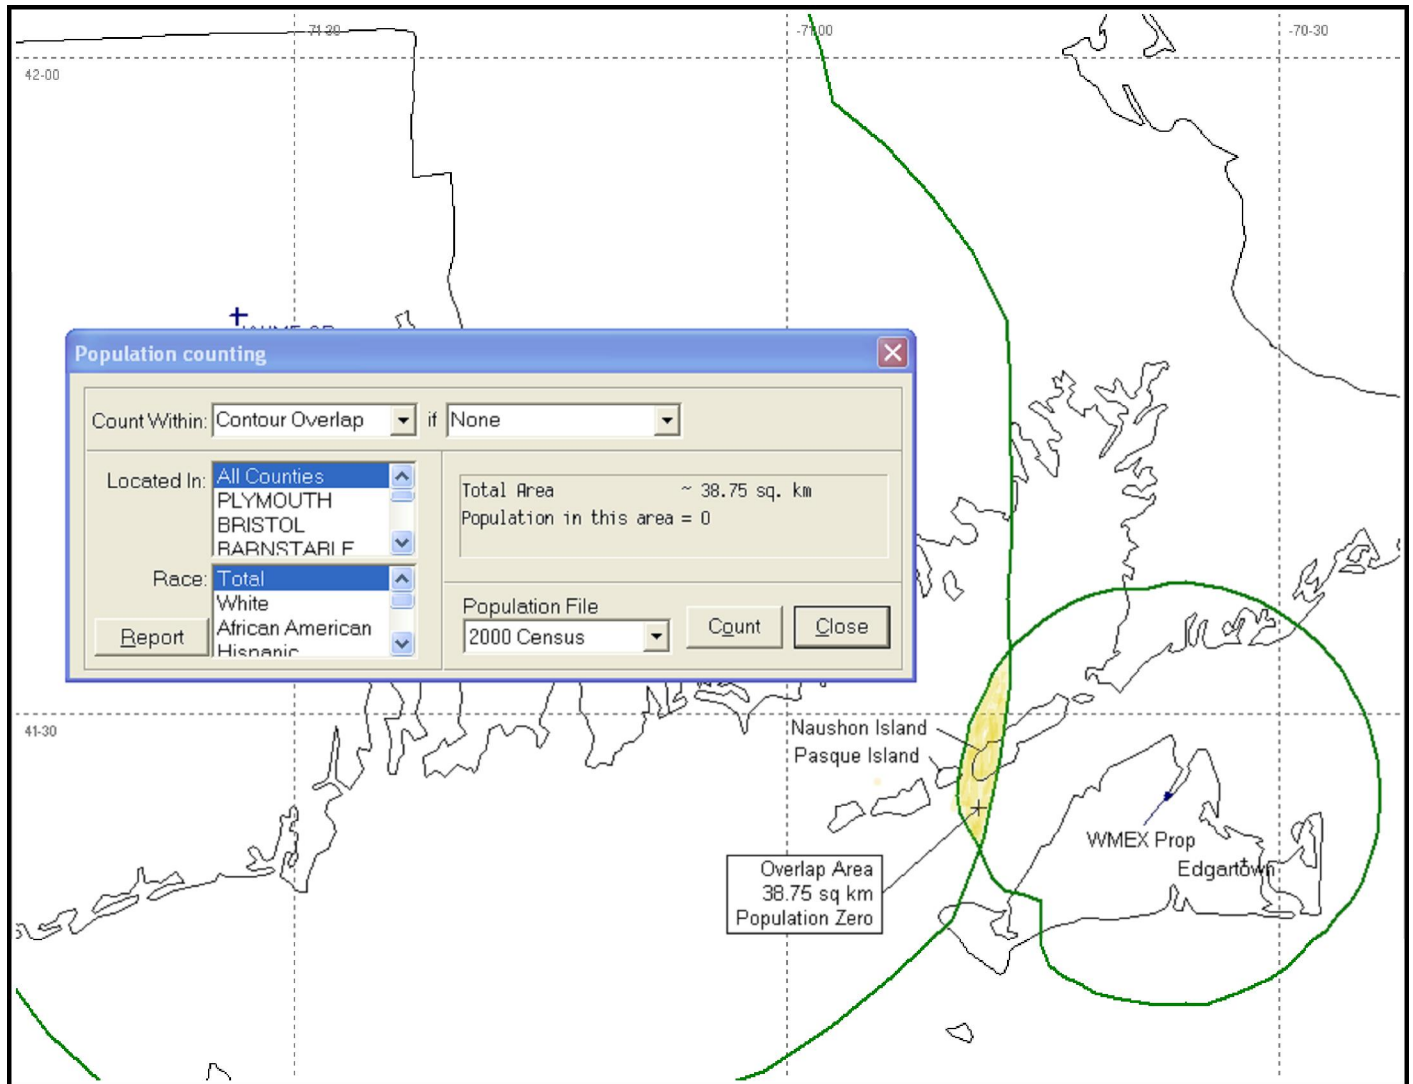 -71-30
-71-00
-70-30
42-00
Population counting
Count Within: Contour Overlap if None
Located In: All Counties
PLYMOUTH
BRISTOL
BARNSTABLE
Race: Total
White
African American
Hispanic
Report
Total Area ~ 38.75 sq. km
Population in this area = 0
Population File
2000 Census
Count
Close
41-30
Naushon Island
Pasque Island
WMEX Prop
Edgartown
Overlap Area
38.75 sq km
Population Zero